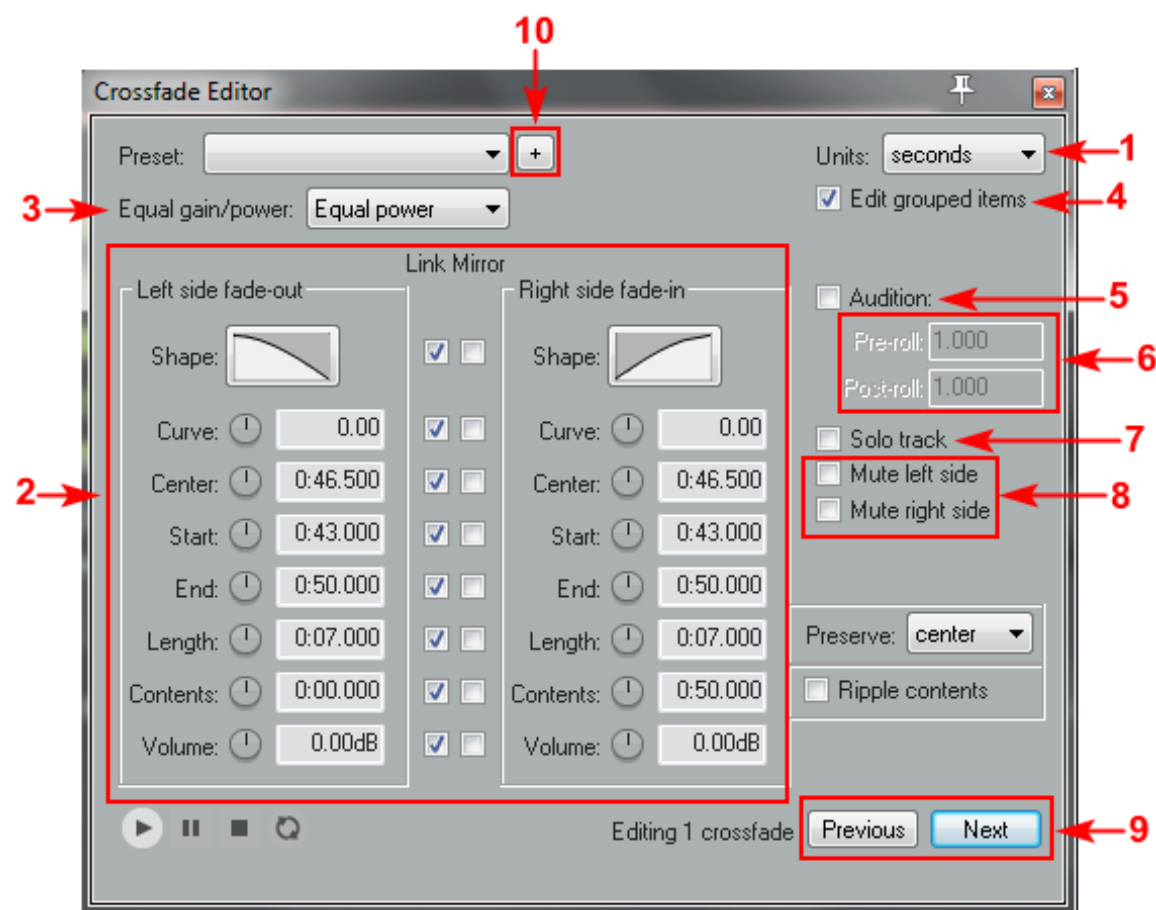 10
Crossfade Editor
Preset: +
Units: seconds 1
3 Equal gain/power: Equal power
Edit grouped items 4
Link Mirror
Left side fade-out Right side fade-in
Audition: 5
Shape: Shape:
Pre-roll: 1.000
6
Post-roll: 1.000
Curve: 0.00 Curve: 0.00
Solo track 7
2 Center: 0:46.500 Center: 0:46.500
Mute left side
8
Mute right side
Start: 0:43.000 Start: 0:43.000
End: 0:50.000 End: 0:50.000
Length: 0:07.000 Length: 0:07.000
Preserve: center
Contents: 0:00.000 Contents: 0:50.000
Ripple contents
Volume: 0.00dB Volume: 0.00dB
Editing 1 crossfade Previous Next 9